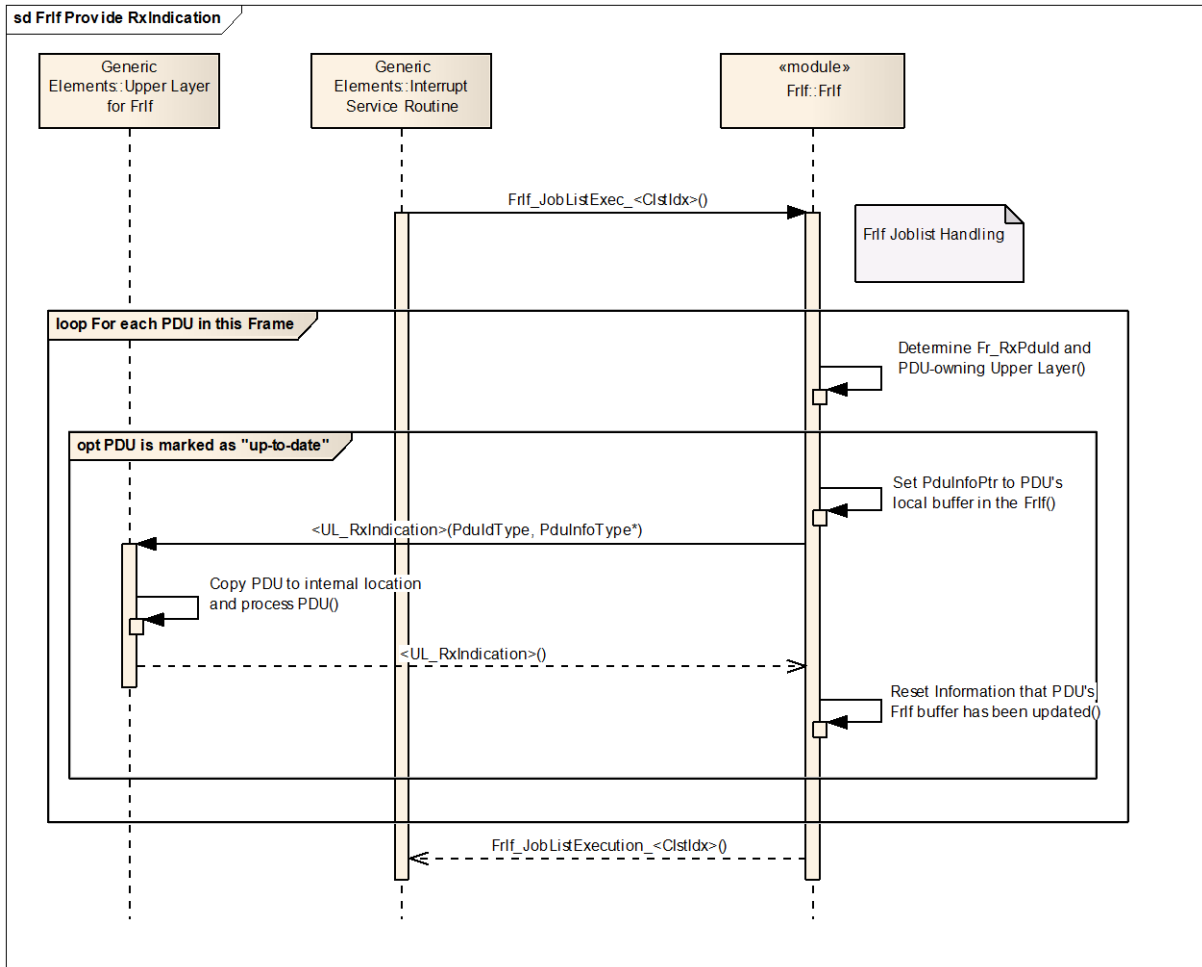 sd FrIf Provide RxIndication
Generic
Elements::Upper Layer
for FrIf
Generic
Elements::Interrupt
Service Routine
«module»
FrIf::FrIf
FrIf_JobListExec_<ClstIdx>()
FrIf Joblist Handling
loop For each PDU in this Frame
Determine Fr_RxPduId and
PDU-owning Upper Layer()
opt PDU is marked as "up-to-date"
Set PduInfoPtr to PDU's
local buffer in the FrIf()
<UL_RxIndication>(PduIdType, PduInfoType*)
Copy PDU to internal location
and process PDU()
<UL_RxIndication>()
Reset Information that PDU's
FrIf buffer has been updated()
FrIf_JobListExecution_<ClstIdx>()